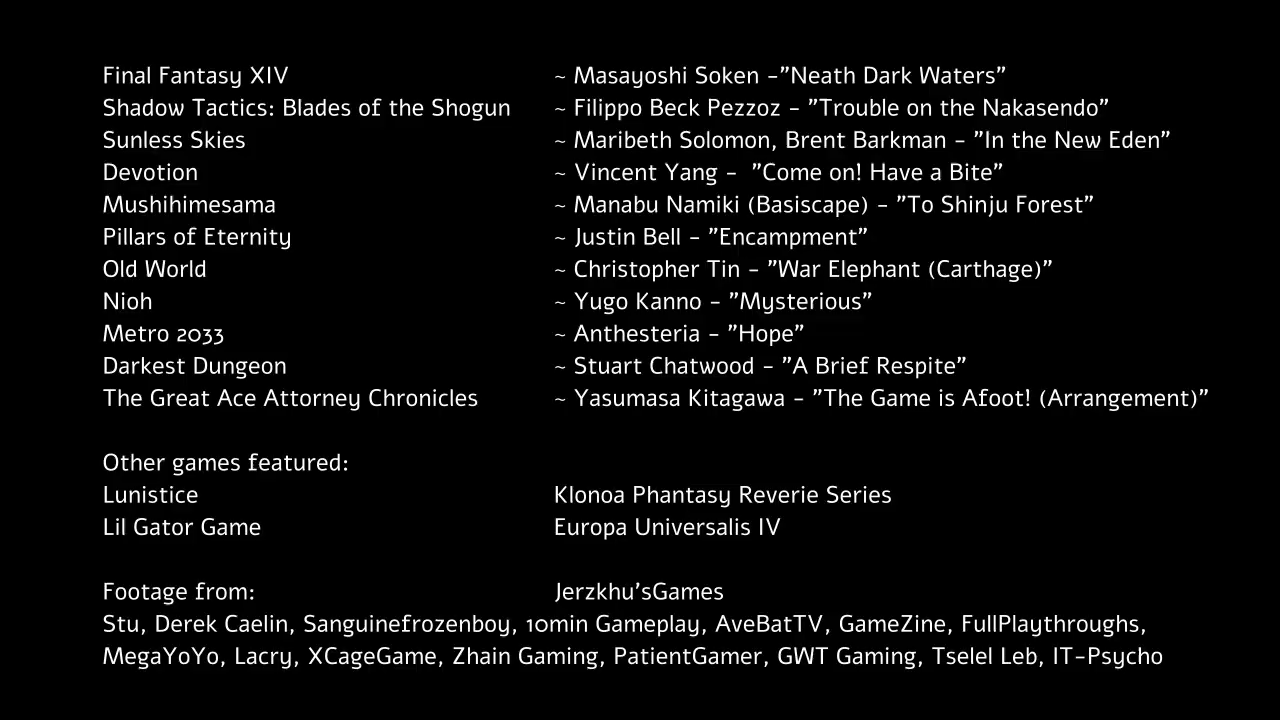 Final Fantasy XIV ~ Masayoshi Soken -"Neath Dark Waters"
Shadow Tactics: Blades of the Shogun ~ Filippo Beck Pezzoz - "Trouble on the Nakasendo"
Sunless Skies ~ Maribeth Solomon, Brent Barkman - "In the New Eden"
Devotion ~ Vincent Yang - "Come on! Have a Bite"
Mushihimesama ~ Manabu Namiki (Basiscape) - "To Shinju Forest"
Pillars of Eternity ~ Justin Bell - "Encampment"
Old World ~ Christopher Tin - "War Elephant (Carthage)"
Nioh ~ Yugo Kanno - "Mysterious"
Metro 2033 ~ Anthesteria - "Hope"
Darkest Dungeon ~ Stuart Chatwood - "A Brief Respite"
The Great Ace Attorney Chronicles ~ Yasumasa Kitagawa - "The Game is Afoot! (Arrangement)"
Other games featured:
Lunistice Klonoa Phantasy Reverie Series
Lil Gator Game Europa Universalis IV
Footage from: Jerzkhu'sGames
Stu, Derek Caelin, Sanguinefrozenboy, 10min Gameplay, AveBatTV, GameZine, FullPlaythroughs,
MegaYoYo, Lacry, XCageGame, Zhain Gaming, PatientGamer, GWT Gaming, Tselel Leb, IT-Psycho